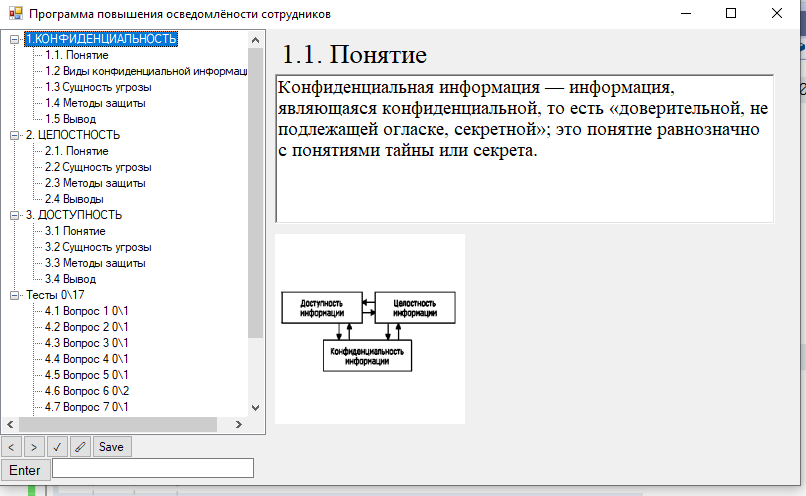 Программа повышения осведомлёности сотрудников
1.КОНФИДЕНЦИАЛЬНОСТЬ
1.1. Понятие
1.2 Виды конфиденциальной информаци
1.3 Сущность угрозы
1.4 Методы защиты
1.5 Вывод
2. ЦЕЛОСТНОСТЬ
2.1. Понятие
2.2 Сущность угрозы
2.3 Методы защиты
2.4 Выводы
3. ДОСТУПНОСТЬ
3.1 Понятие
3.2 Сущность угрозы
3.3 Методы защиты
3.4 Вывод
Тесты 0\17
4.1 Вопрос 1 0\1
4.2 Вопрос 2 0\1
4.3 Вопрос 3 0\1
4.4 Вопрос 4 0\1
4.5 Вопрос 5 0\1
4.6 Вопрос 6 0\2
4.7 Вопрос 7 0\1
< > ✓ Save
Enter
1.1. Понятие
Конфиденциальная информация — информация,
являющаяся конфиденциальной, то есть «доверительной, не
подлежащей огласке, секретной»; это понятие равнозначно
с понятиями тайны или секрета.
Доступность
информации
Целостность
информации
Конфиденциальность
информации